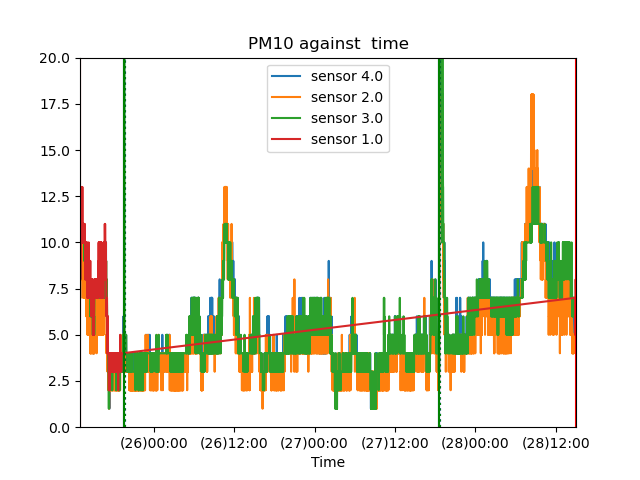 PM10 against  time
sensor 4.0
sensor 2.0
sensor 3.0
sensor 1.0
20.0
17.5
15.0
12.5
10.0
7.5
5.0
2.5
0.0
(26)00:00 (26)12:00 (27)00:00 (27)12:00 (28)00:00 (28)12:00
Time